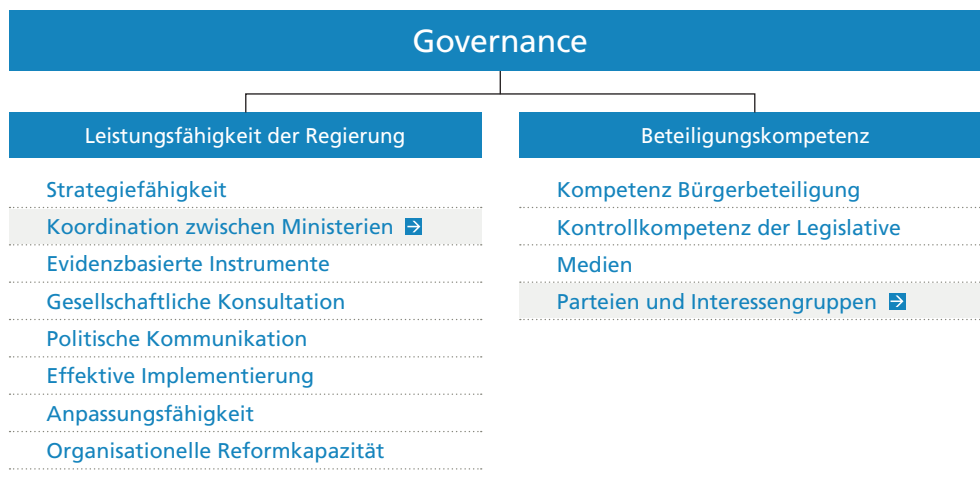 Governance
Leistungsfähigkeit der Regierung
Strategiefähigkeit
Koordination zwischen Ministerien
Evidenzbasierte Instrumente
Gesellschaftliche Konsultation
Politische Kommunikation
Effektive Implementierung
Anpassungsfähigkeit
Organisationelle Reformkapazität
Beteiligungskompetenz
Kompetenz Bürgerbeteiligung
Kontrollkompetenz der Legislative
Medien
Parteien und Interessengruppen